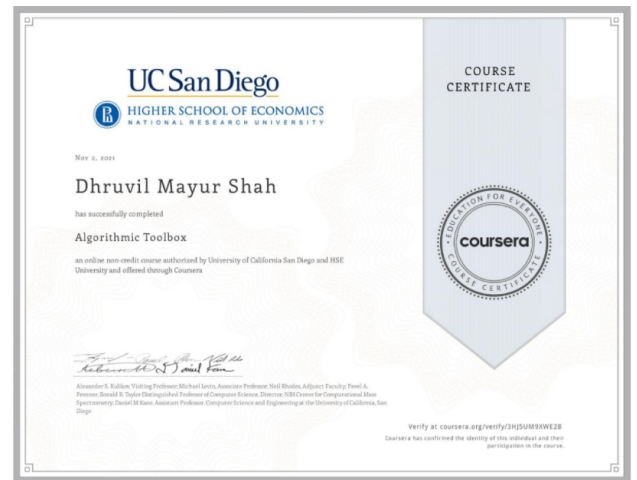 UC San Diego
HIGHER SCHOOL OF ECONOMICS
NATIONAL RESEARCH UNIVERSITY
Nov 2, 2021
Dhruvil Mayur Shah
has successfully completed
Algorithmic Toolbox
an online non-credit course authorized by University of California San Diego and HSE
University and offered through Coursera
Alexander S. Kulikov, Visiting Professor; Michael Levin, Associate Professor; Neil Rhodes, Adjunct Faculty; Pavel A.
Pevzner, Ronald R. Taylor Distinguished Professor of Computer Science, Director, NIH Center for Computational Mass
Spectrometry; Daniel M Kane, Assistant Professor, Computer Science and Engineering at the University of California, San
Diego
COURSE
CERTIFICATE
EDUCATION FOR EVERYONE
coursera
COURSE CERTIFICATE
Verify at coursera.org/verify/3HJ5UM9XWE2B
Coursera has confirmed the identity of this individual and their
participation in the course.